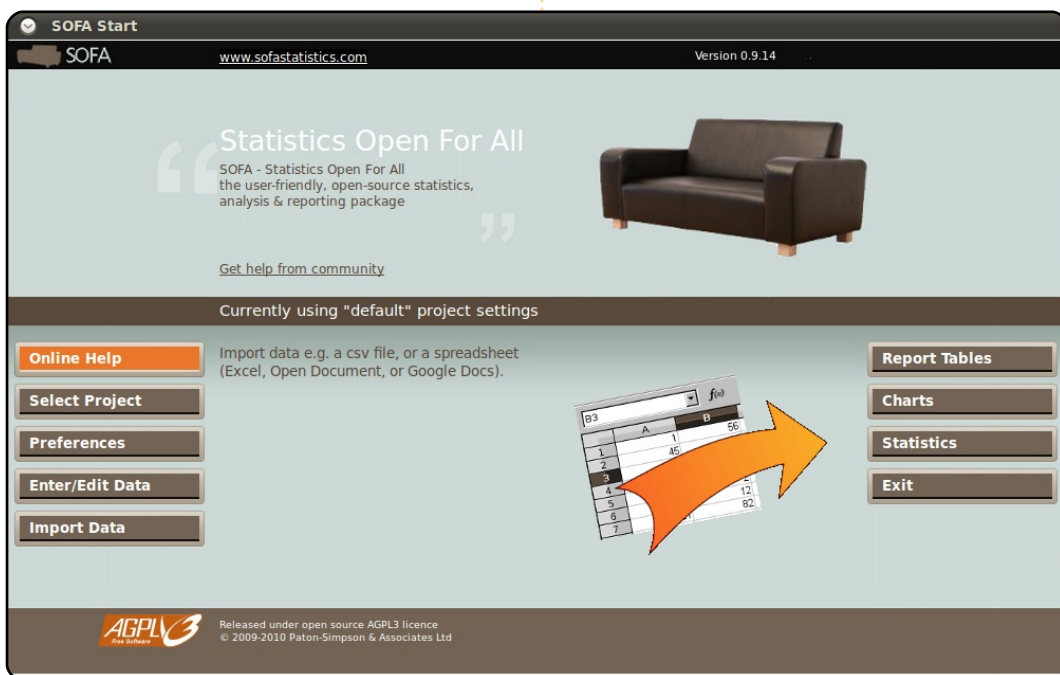 SOFA Start
SOFA
www.sofastatistics.com
Version 0.9.14
Statistics Open For All
SOFA - Statistics Open For All
the user-friendly, open-source statistics,
analysis & reporting package
Get help from community
Currently using "default" project settings
Online Help
Select Project
Preferences
Enter/Edit Data
Import Data
Import data e.g. a csv file, or a spreadsheet
(Excel, Open Document, or Google Docs).
B3 f(x)
A B
1 1 56
2 45
3
4
5 12
6 82
7
Report Tables
Charts
Statistics
Exit
AGPLV3
Free Software
Released under open source AGPL3 licence
© 2009-2010 Paton-Simpson & Associates Ltd